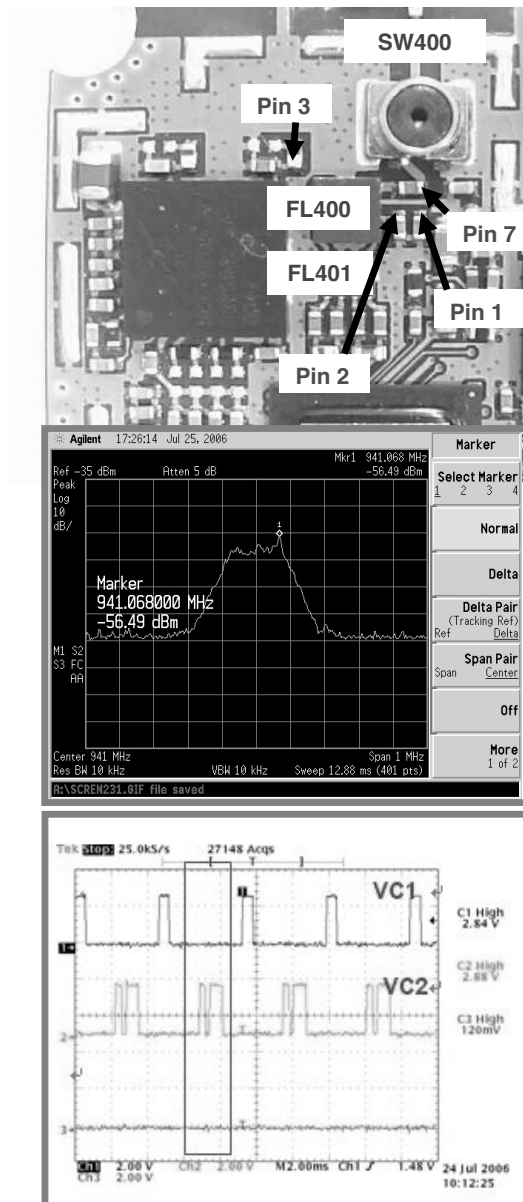 SW400
Pin 3
FL400
Pin 7
FL401
Pin 1
Pin 2
Agilent 17:26:14 Jul 25, 2006
Mkr1 941.068 MHz
Ref -35 dBm Atten 5 dB -56.49 dBm
Peak
Log
10
dB/
1
Marker
941.068000 MHz
-56.49 dBm
M1 S2
S3 FC
AA
Center 941 MHz Span 1 MHz
Res BW 10 kHz VBW 10 kHz Sweep 12.88 ms (401 pts)
A:\SCREN231.GIF file saved
Marker
Select Marker
1 2 3 4
Normal
Delta
Delta Pair
(Tracking Ref)
Ref Delta
Span Pair
Span Center
Off
More
1 of 2
Tek Stop: 25.0kS/s 27148 Acqs
VC1
C1 High
2.84 V
1
C2 High
2.88 V
VC2
C3 High
120mV
2
3
Ch1 2.00 V Ch2 2.00 V M2.00ms Ch1 1.48 V
Ch3 2.00 V
24 Jul 2006
10:12:25